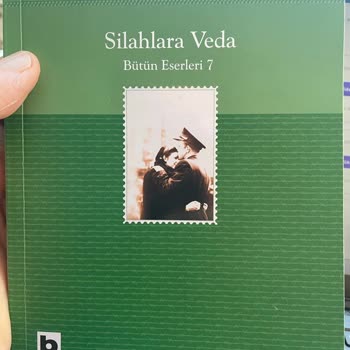 Silahlara Veda
Bütün Eserleri 7
b